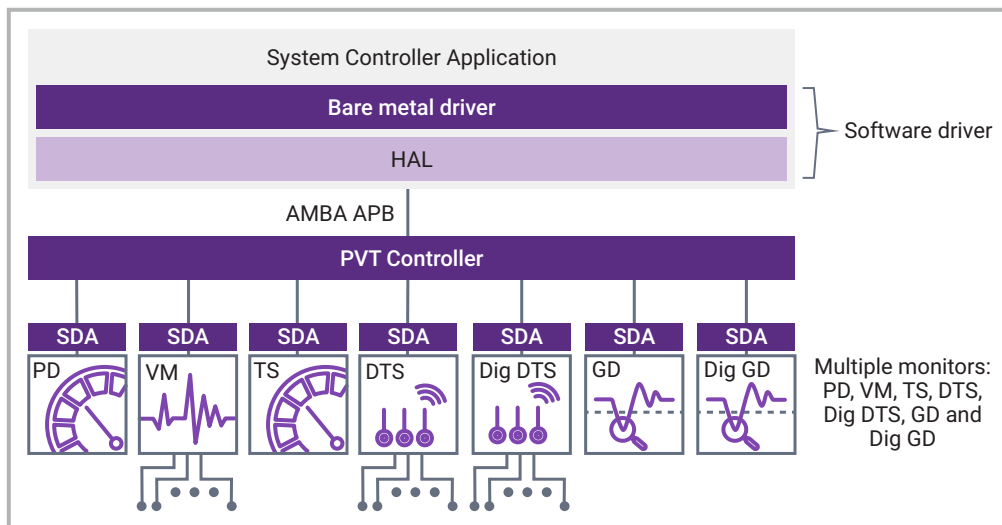 System Controller Application
Bare metal driver
HAL
Software driver
AMBA APB
PVT Controller
SDA SDA SDA SDA SDA SDA SDA
PD VM TS DTS Dig DTS GD Dig GD
Multiple monitors:
PD, VM, TS, DTS,
Dig DTS, GD and
Dig GD